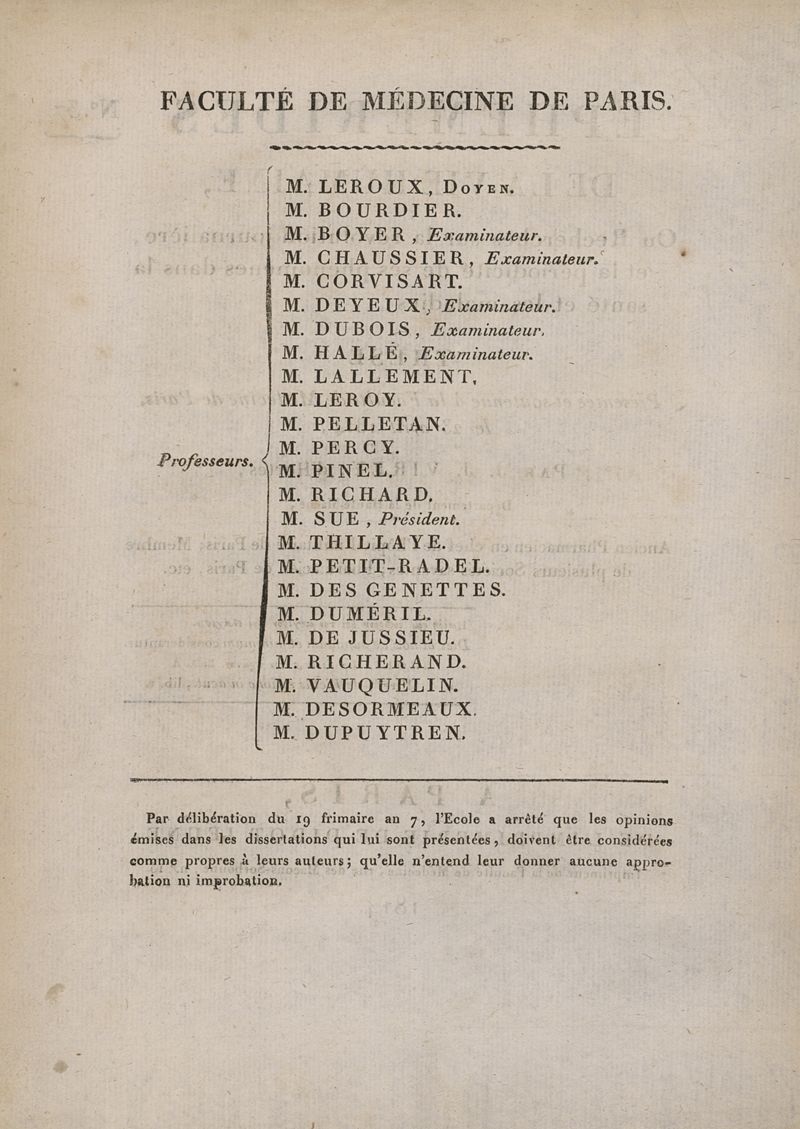 FACULTÉ DE MÉDECINE DE PARIS.
M. LEROUX, Doyen.
M. BOURDIER.
M. BOYER, Examinateur.
M. CHAUSSIER, Examinateur.
M. CORVISART.
M. DEYEUX, Examinateur.
M. DUBOIS, Examinateur.
M. HALLÉ, Examinateur.
M. LALLEMENT.
M. LEROY.
M. PELLETAN.
M. PERCY.
Professeurs.
M. PINEL.
M. RICHARD.
M. SUE, Président.
M. THILLAYE.
M. PETIT-RADEL.
M. DES GENETTES.
M. DUMÉRIL.
M. DE JUSSIEU.
M. RICHERAND.
M. VAUQUELIN.
M. DESORMEAUX.
M. DUPUYTREN.
Par délibération du 19 frimaire an 7, l'Ecole a arrêté que les opinions
émises dans les dissertations qui lui sont présentées, doivent être considérées
comme propres à leurs auteurs; qu'elle n'entend leur donner aucune appro-
bation ni improbation.